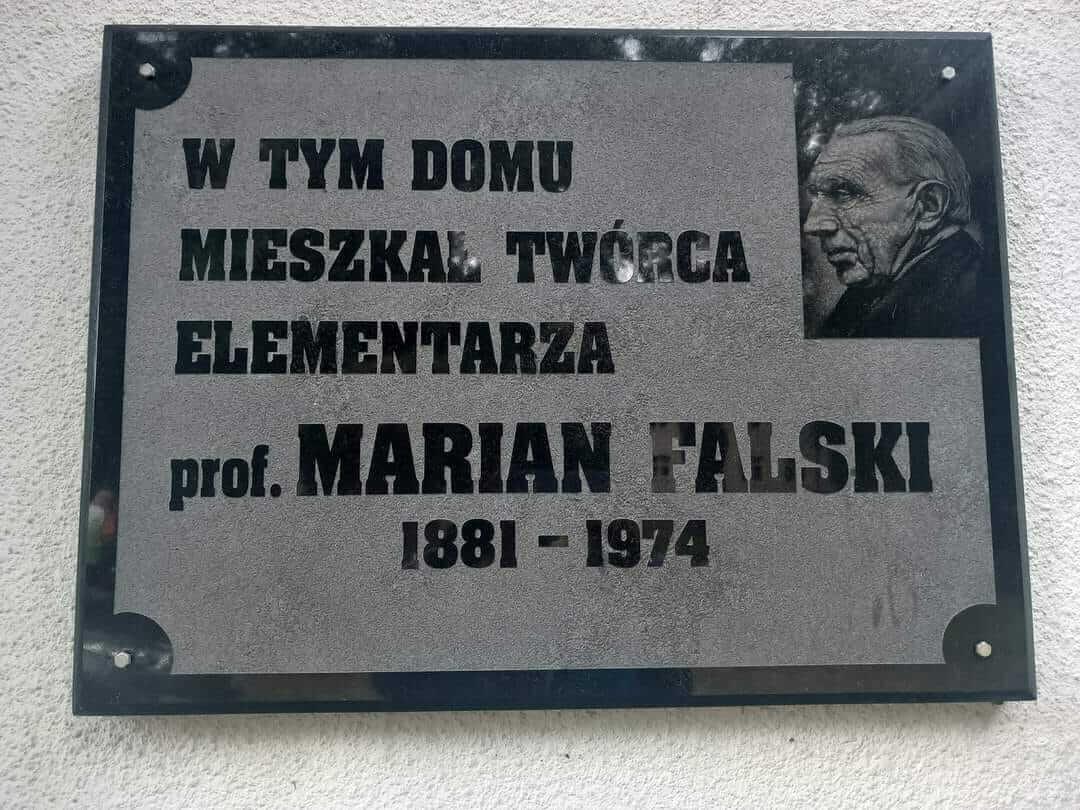 W TYM DOMU
MIESZKAŁ TWÓRCA
ELEMENTARZA
prof. MARIAN FALSKI
1881 – 1974